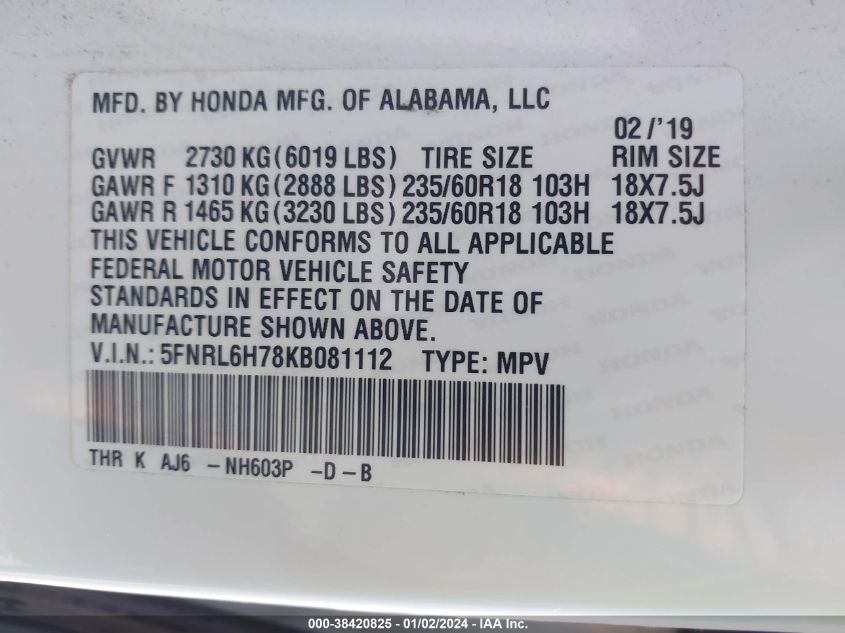 MFD. BY HONDA MFG. OF ALABAMA, LLC
02/'19
GVWR 2730 KG (6019 LBS) TIRE SIZE RIM SIZE
GAWR F 1310 KG (2888 LBS) 235/60R18 103H 18X7.5J
GAWR R 1465 KG (3230 LBS) 235/60R18 103H 18X7.5J
THIS VEHICLE CONFORMS TO ALL APPLICABLE
FEDERAL MOTOR VEHICLE SAFETY
STANDARDS IN EFFECT ON THE DATE OF
MANUFACTURE SHOWN ABOVE.
V.I.N.: 5FNRL6H78KB081112 TYPE: MPV
THR K AJ6 -NH603P -D-B
000-38420825 - 01/02/2024 - IAA Inc.